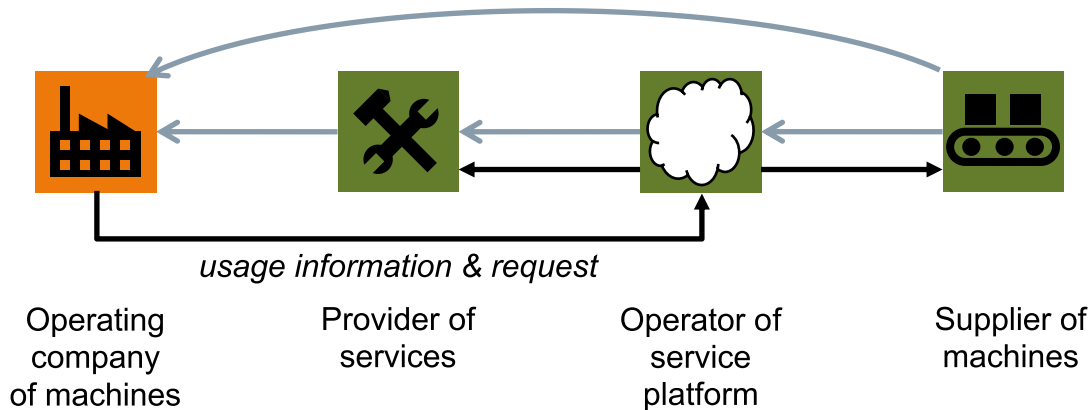 usage information & request
Operating
company
of machines
Provider of
services
Operator of
service
platform
Supplier of
machines